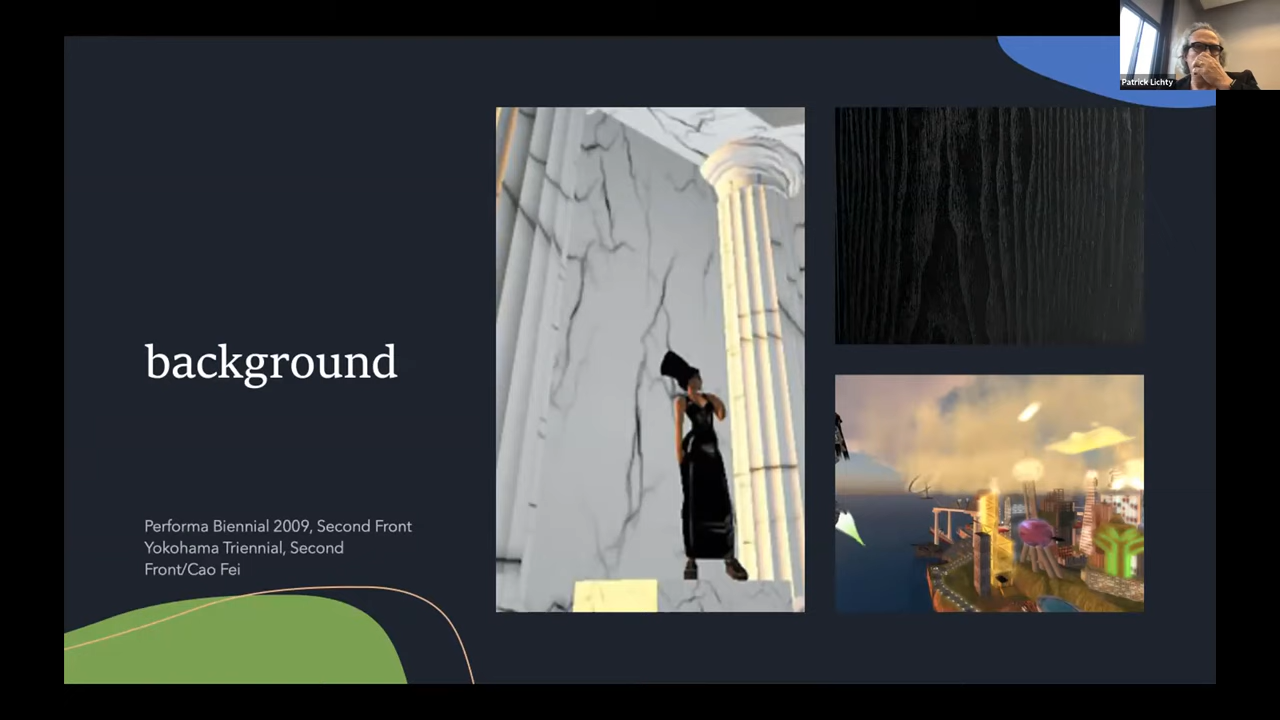 Patrick Lichty
background
Performa Biennial 2009, Second Front
Yokohama Triennial, Second
Front/Cao Fei